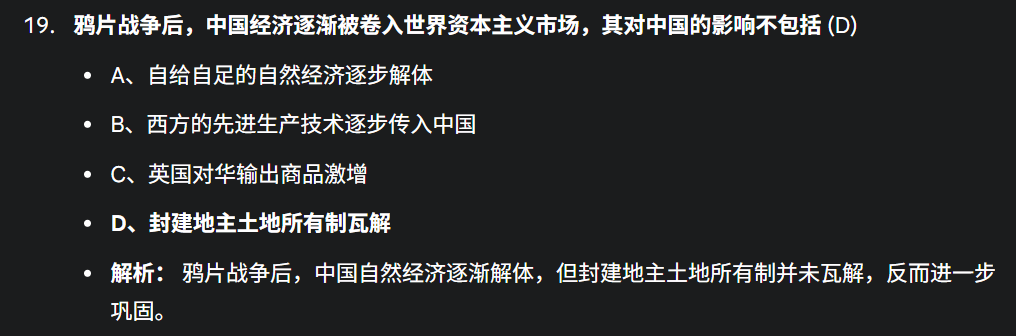 19. 鸦片战争后，中国经济逐渐被卷入世界资本主义市场，其对中国的影响不包括 (D)
• A、自给自足的自然经济逐步解体
• B、西方的先进生产技术逐步传入中国
• C、英国对华输出商品激增
• D、封建地主土地所有制瓦解
• 解析： 鸦片战争后，中国自然经济逐渐解体，但封建地主土地所有制并未瓦解，反而进一步
巩固。